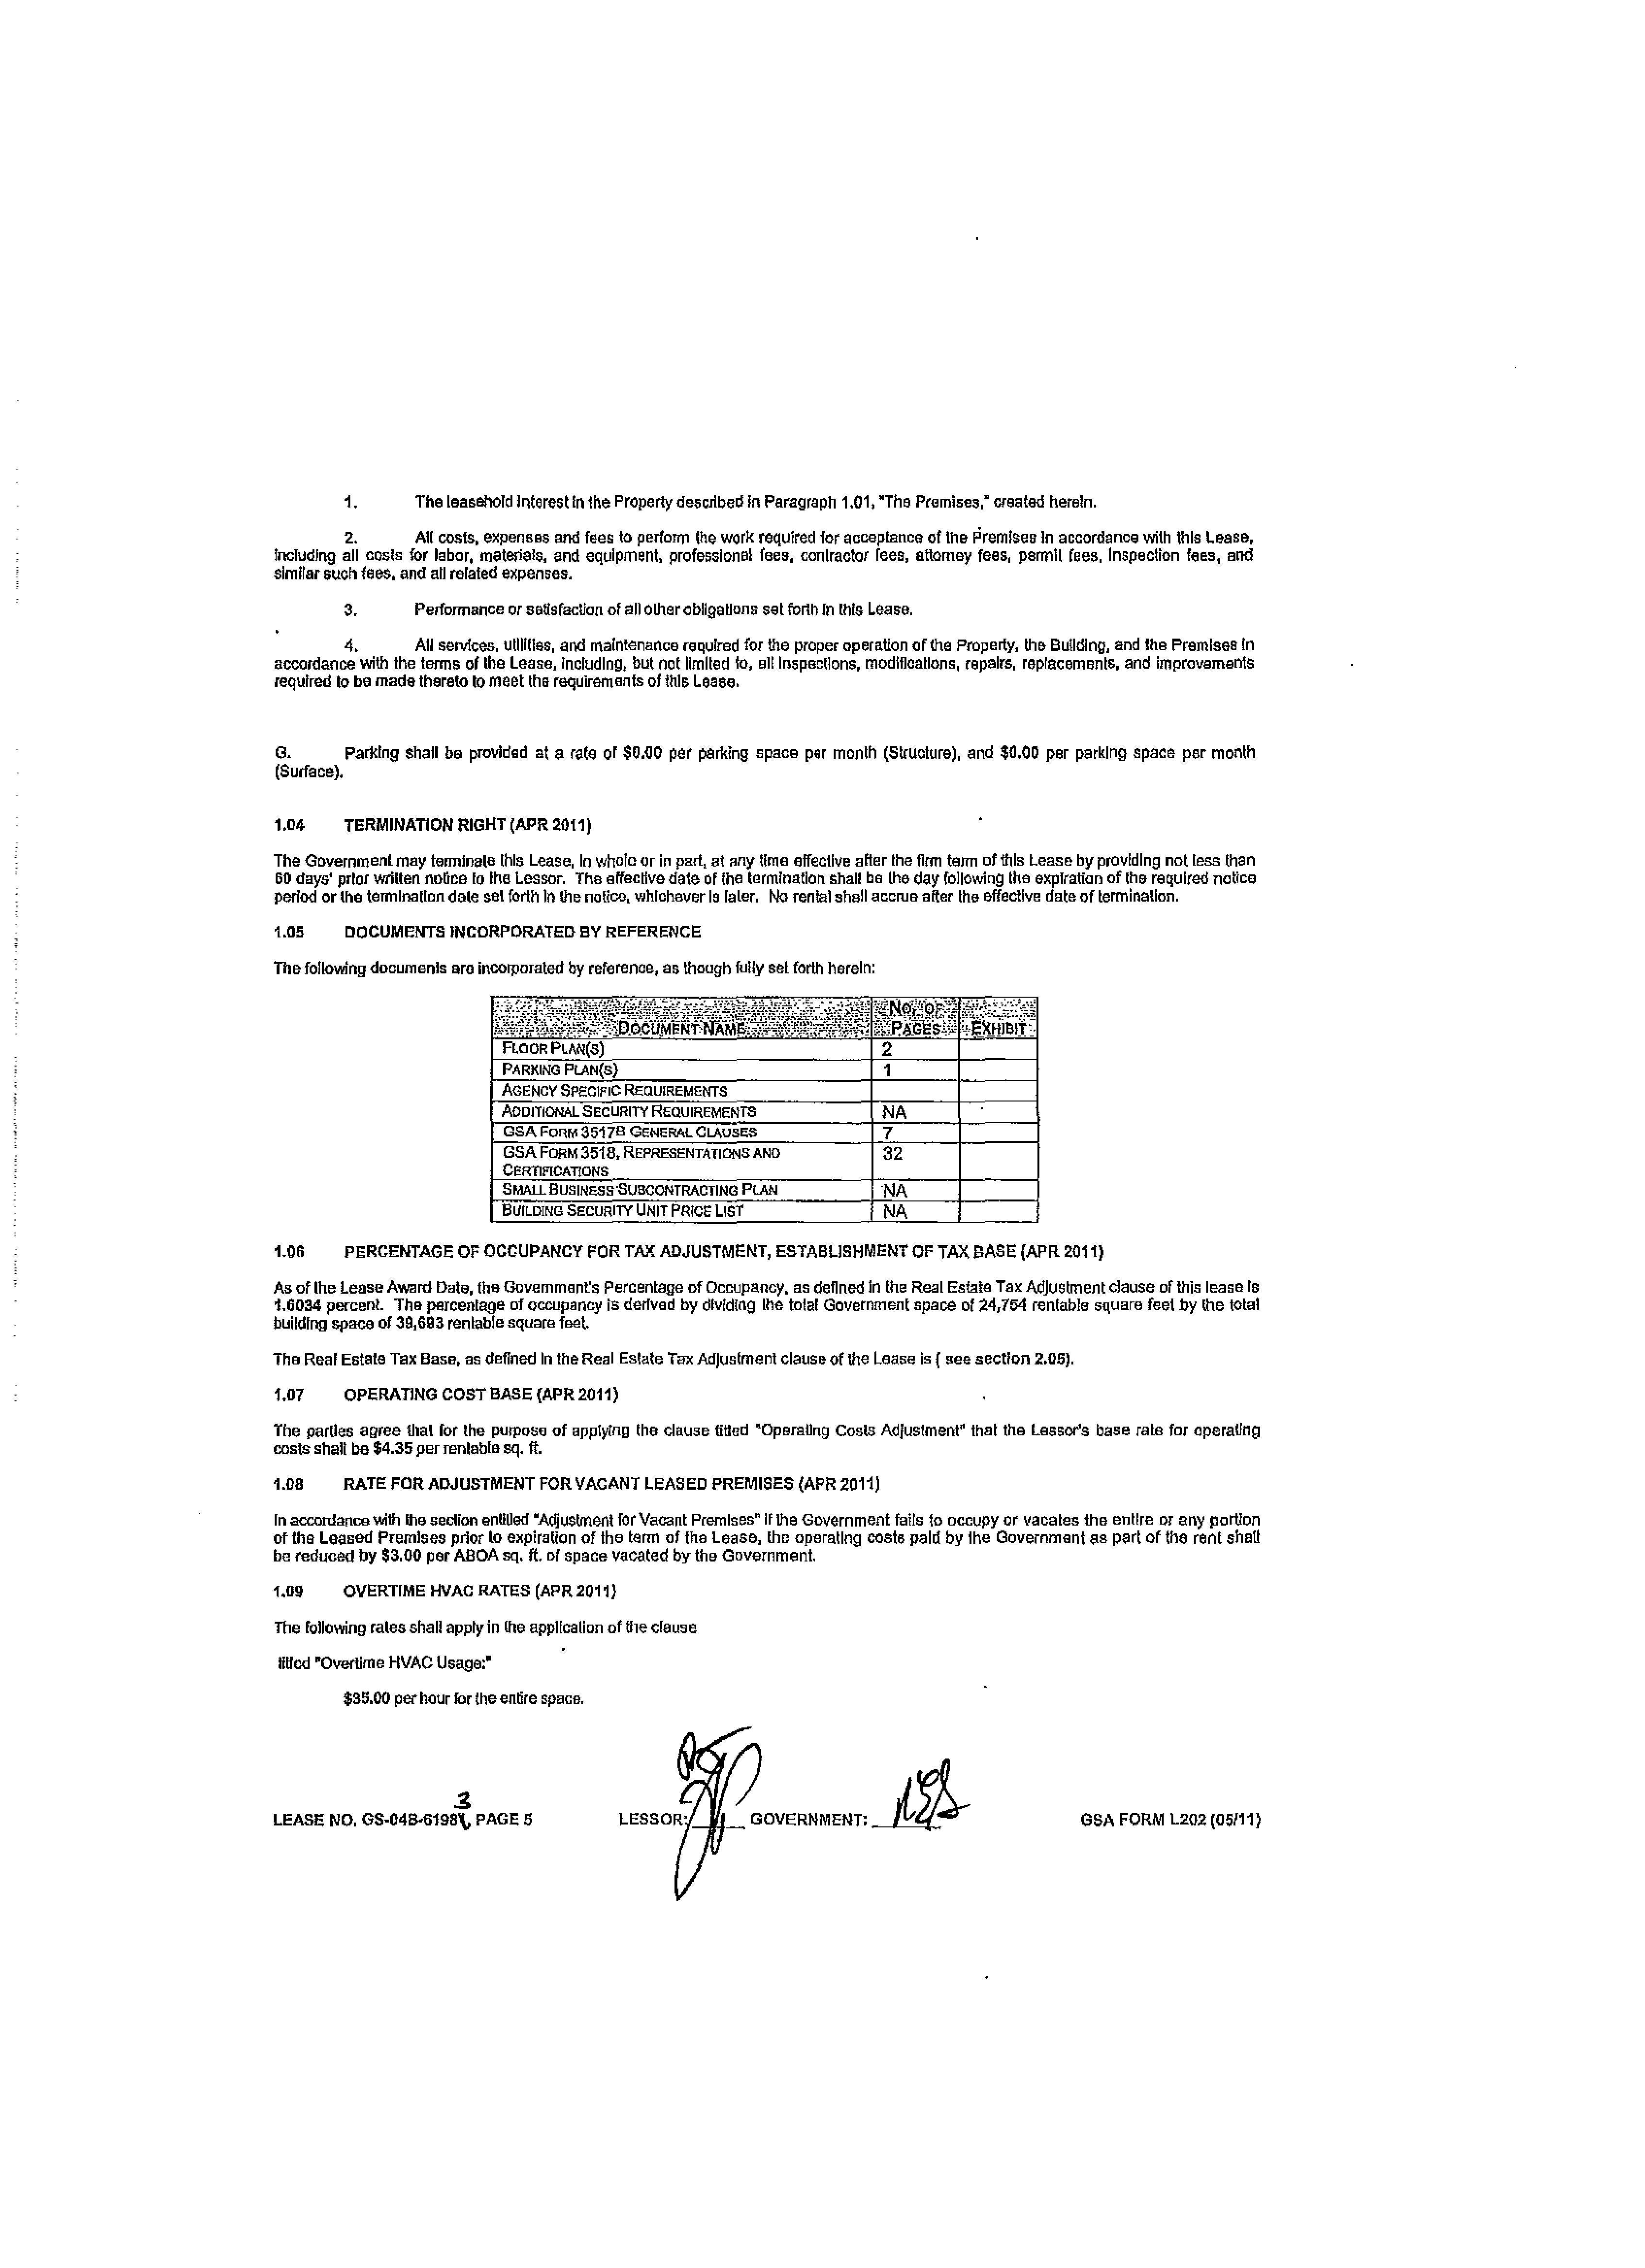 1. The leasehold interest in the Property described in Paragraph 1.01, "The Premises," created herein.
2. All costs, expenses and fees to perform the work required for acceptance of the Premises in accordance with this Lease,
including all costs for labor, materials, and equipment, professional fees, contractor fees, attorney fees, permit fees, inspection fees, and
similar such fees, and all related expenses.
3. Performance or satisfaction of all other obligations set forth in this Lease.
4. All services, utilities, and maintenance required for the proper operation of the Property, the Building, and the Premises in
accordance with the terms of the Lease, including, but not limited to, all inspections, modifications, repairs, replacements, and improvements
required to be made thereto to meet the requirements of this Lease.
G. Parking shall be provided at a rate of $0.00 per parking space per month (Structure), and $0.00 per parking space per month
(Surface).
1.04 TERMINATION RIGHT (APR 2011)
The Government may terminate this Lease, in whole or in part, at any time effective after the firm term of this Lease by providing not less than
60 days' prior written notice to the Lessor. The effective date of the termination shall be the day following the expiration of the required notice
period or the termination date set forth in the notice, whichever is later. No rental shall accrue after the effective date of termination.
1.05 DOCUMENTS INCORPORATED BY REFERENCE
The following documents are incorporated by reference, as though fully set forth herein:
DOCUMENT NAME NO. OF PAGES EXHIBIT
FLOOR PLAN(S) 2
PARKING PLAN(S) 1
AGENCY SPECIFIC REQUIREMENTS
ADDITIONAL SECURITY REQUIREMENTS NA
GSA FORM 3517B GENERAL CLAUSES 7
GSA FORM 3518, REPRESENTATIONS AND 32
CERTIFICATIONS
SMALL BUSINESS SUBCONTRACTING PLAN NA
BUILDING SECURITY UNIT PRICE LIST NA
1.06 PERCENTAGE OF OCCUPANCY FOR TAX ADJUSTMENT, ESTABLISHMENT OF TAX BASE (APR 2011)
As of the Lease Award Date, the Government's Percentage of Occupancy, as defined in the Real Estate Tax Adjustment clause of this lease is
1.6034 percent. The percentage of occupancy is derived by dividing the total Government space of 24,754 rentable square feet by the total
building space of 39,693 rentable square feet.
The Real Estate Tax Base, as defined in the Real Estate Tax Adjustment clause of the Lease is ( see section 2.05).
1.07 OPERATING COST BASE (APR 2011)
The parties agree that for the purpose of applying the clause titled "Operating Costs Adjustment" that the Lessor's base rate for operating
costs shall be $4.35 per rentable sq. ft.
1.08 RATE FOR ADJUSTMENT FOR VACANT LEASED PREMISES (APR 2011)
In accordance with the section entitled "Adjustment for Vacant Premises" if the Government fails to occupy or vacates the entire or any portion
of the Leased Premises prior to expiration of the term of the Lease, the operating costs paid by the Government as part of the rent shall
be reduced by $3.00 per ABOA sq. ft. of space vacated by the Government.
1.09 OVERTIME HVAC RATES (APR 2011)
The following rates shall apply in the application of the clause
titled "Overtime HVAC Usage:"
$35.00 per hour for the entire space.
3
LEASE NO. GS-04B-6198, PAGE 5 LESSOR: GOVERNMENT: GSA FORM L202 (05/11)